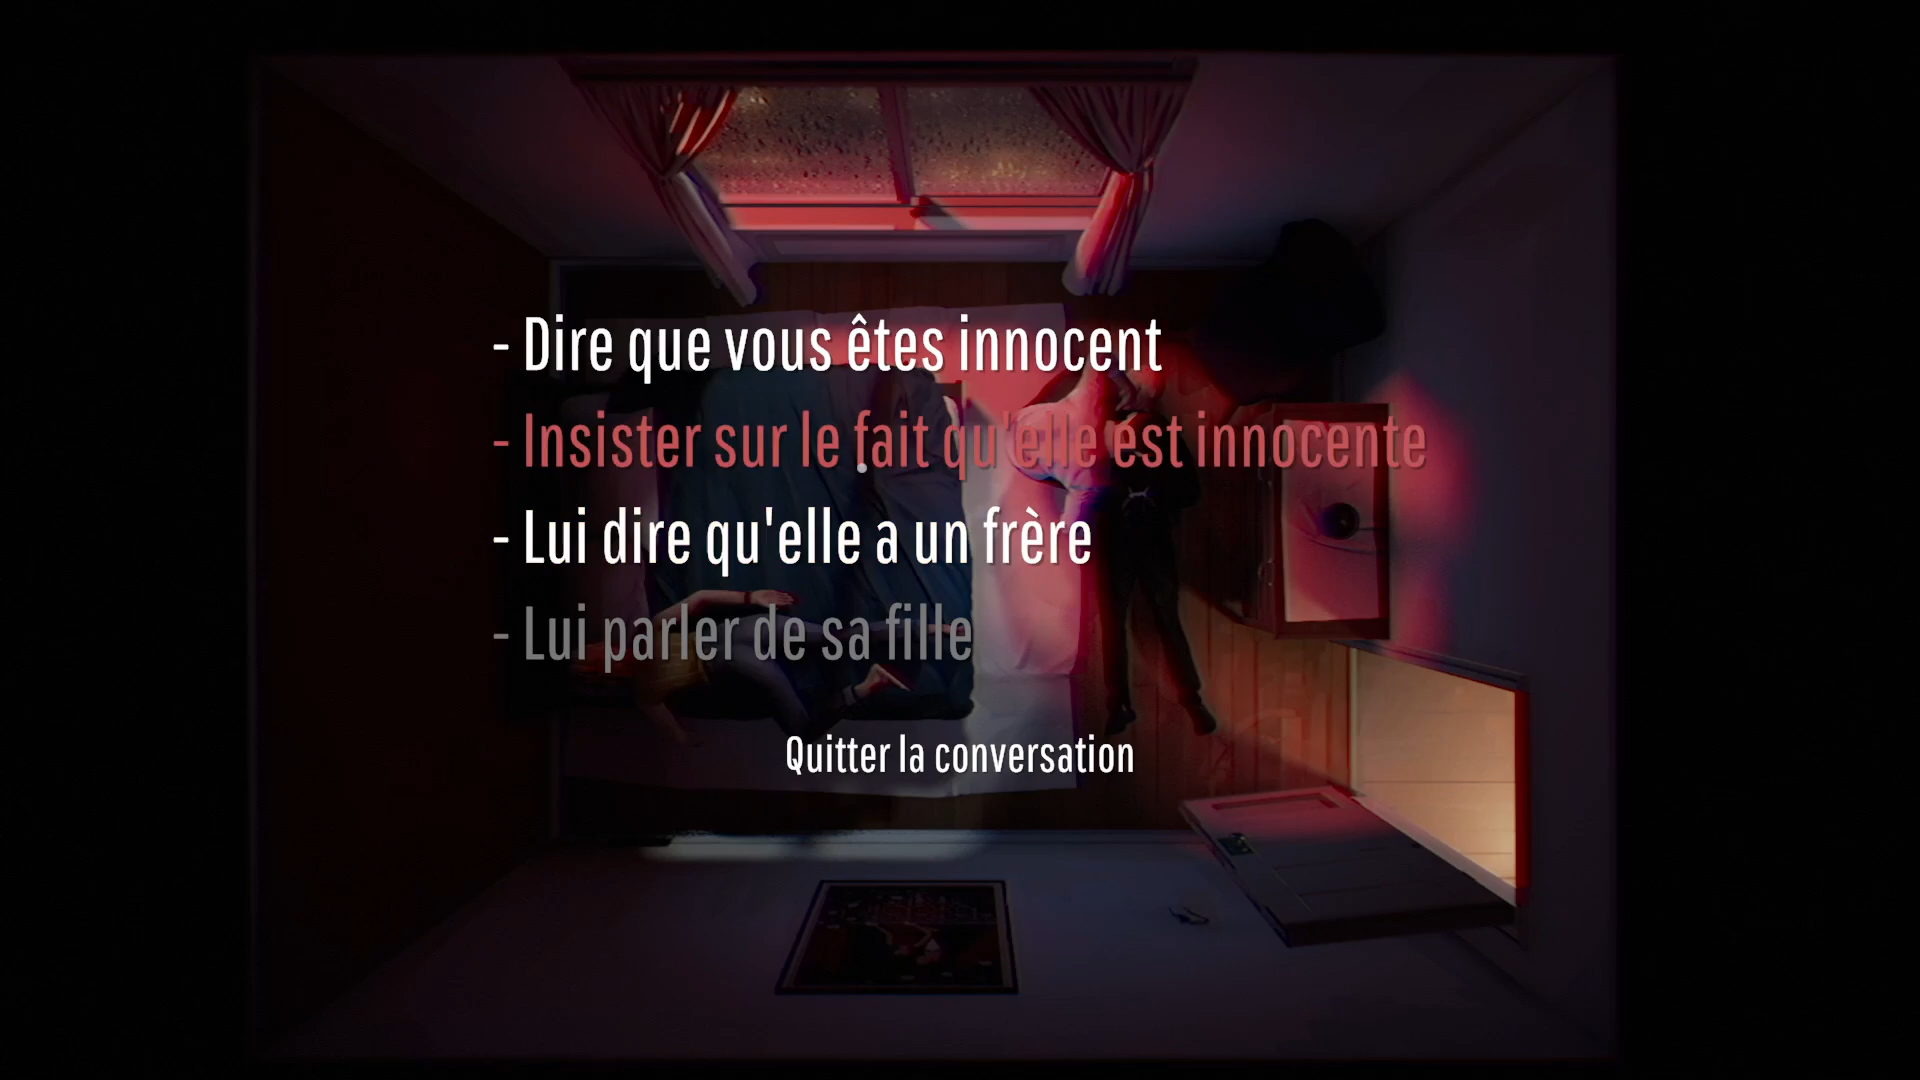 - Dire que vous êtes innocent
- Insister sur le fait qu'elle est innocente
- Lui dire qu'elle a un frère
- Lui parler de sa fille
Quitter la conversation